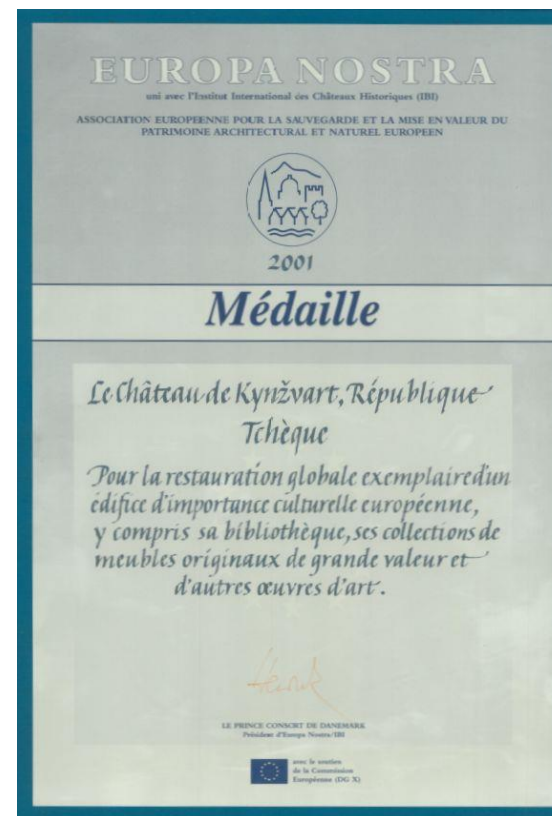 EUROPA NOSTRA
uni avec l'Institut International des Châteaux Historiques (IBI)
ASSOCIATION EUROPEENNE POUR LA SAUVEGARDE ET LA MISE EN VALEUR DU
PATRIMOINE ARCHITECTURAL ET NATUREL EUROPEEN
2001
Médaille
Le Château de Kynžvart, République
Tchèque
Pour la restauration globale exemplaire d'un
édifice d'importance culturelle européenne,
y compris sa bibliothèque, ses collections de
meubles originaux de grande valeur et
d'autres œuvres d'art.
LE PRINCE CONSORT DE DANEMARK
Président d'Europa Nostra/IBI
avec le soutien
de la Commission
Européenne (DG X)